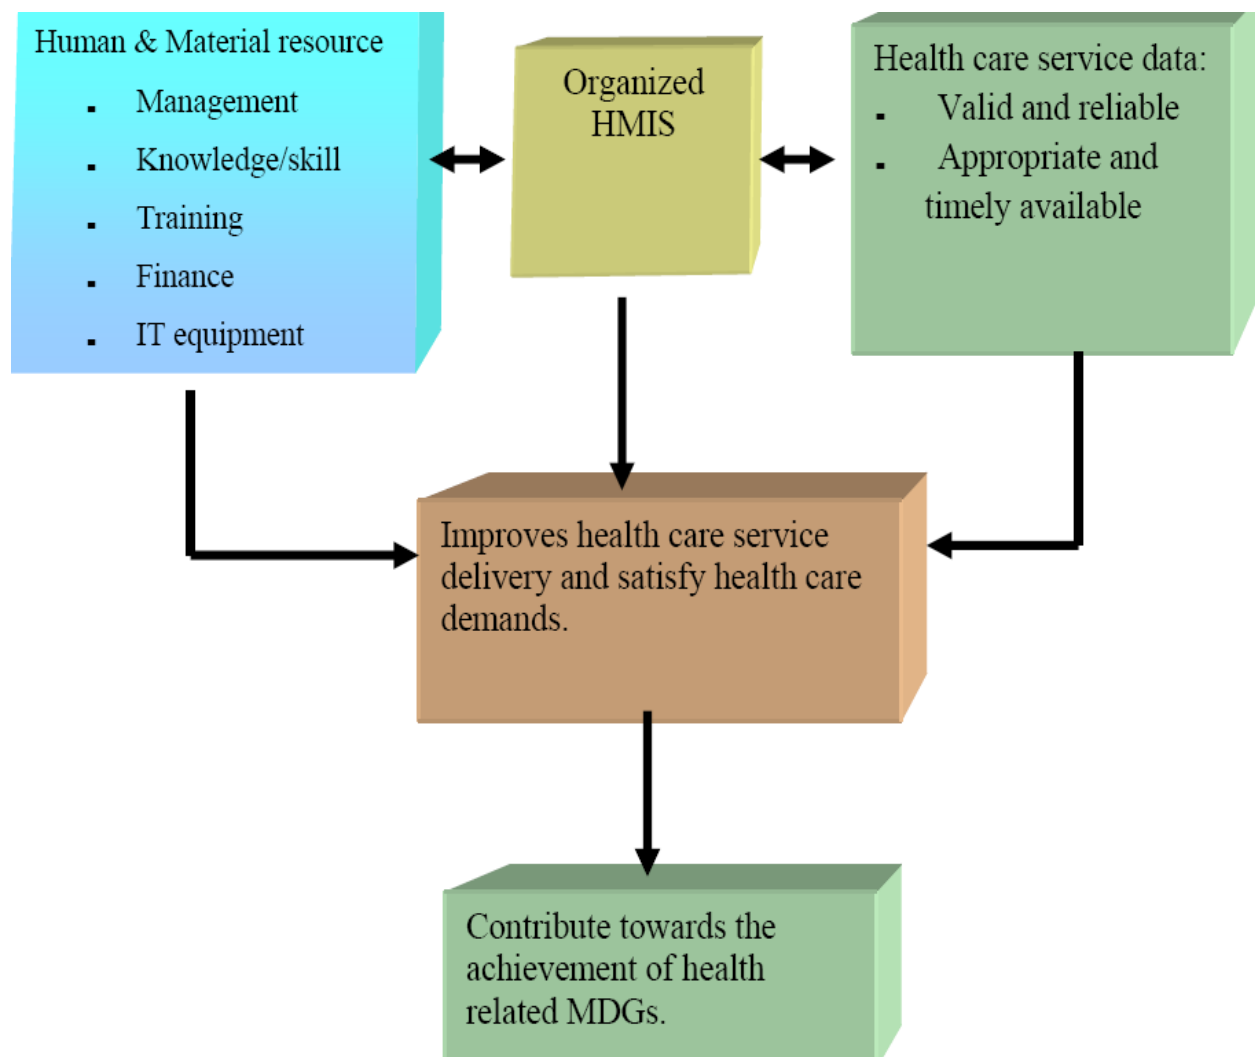 Human & Material resource
▪ Management
▪ Knowledge/skill
▪ Training
▪ Finance
▪ IT equipment
Organized
HMIS
Health care service data:
▪ Valid and reliable
▪ Appropriate and
timely available
Improves health care service
delivery and satisfy health care
demands.
Contribute towards the
achievement of health
related MDGs.